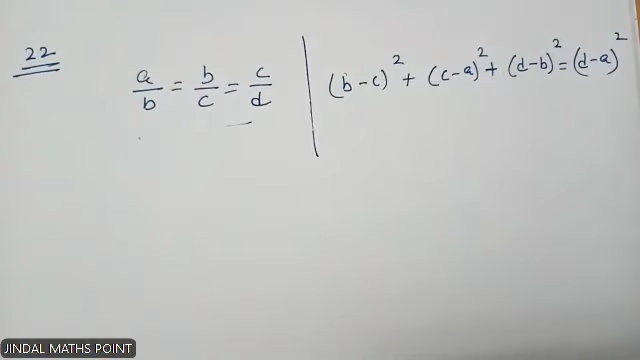 22
a/b = b/c = c/d | (b-c)² + (c-a)² + (d-b)² = (d-a)²
JINDAL MATHS POINT